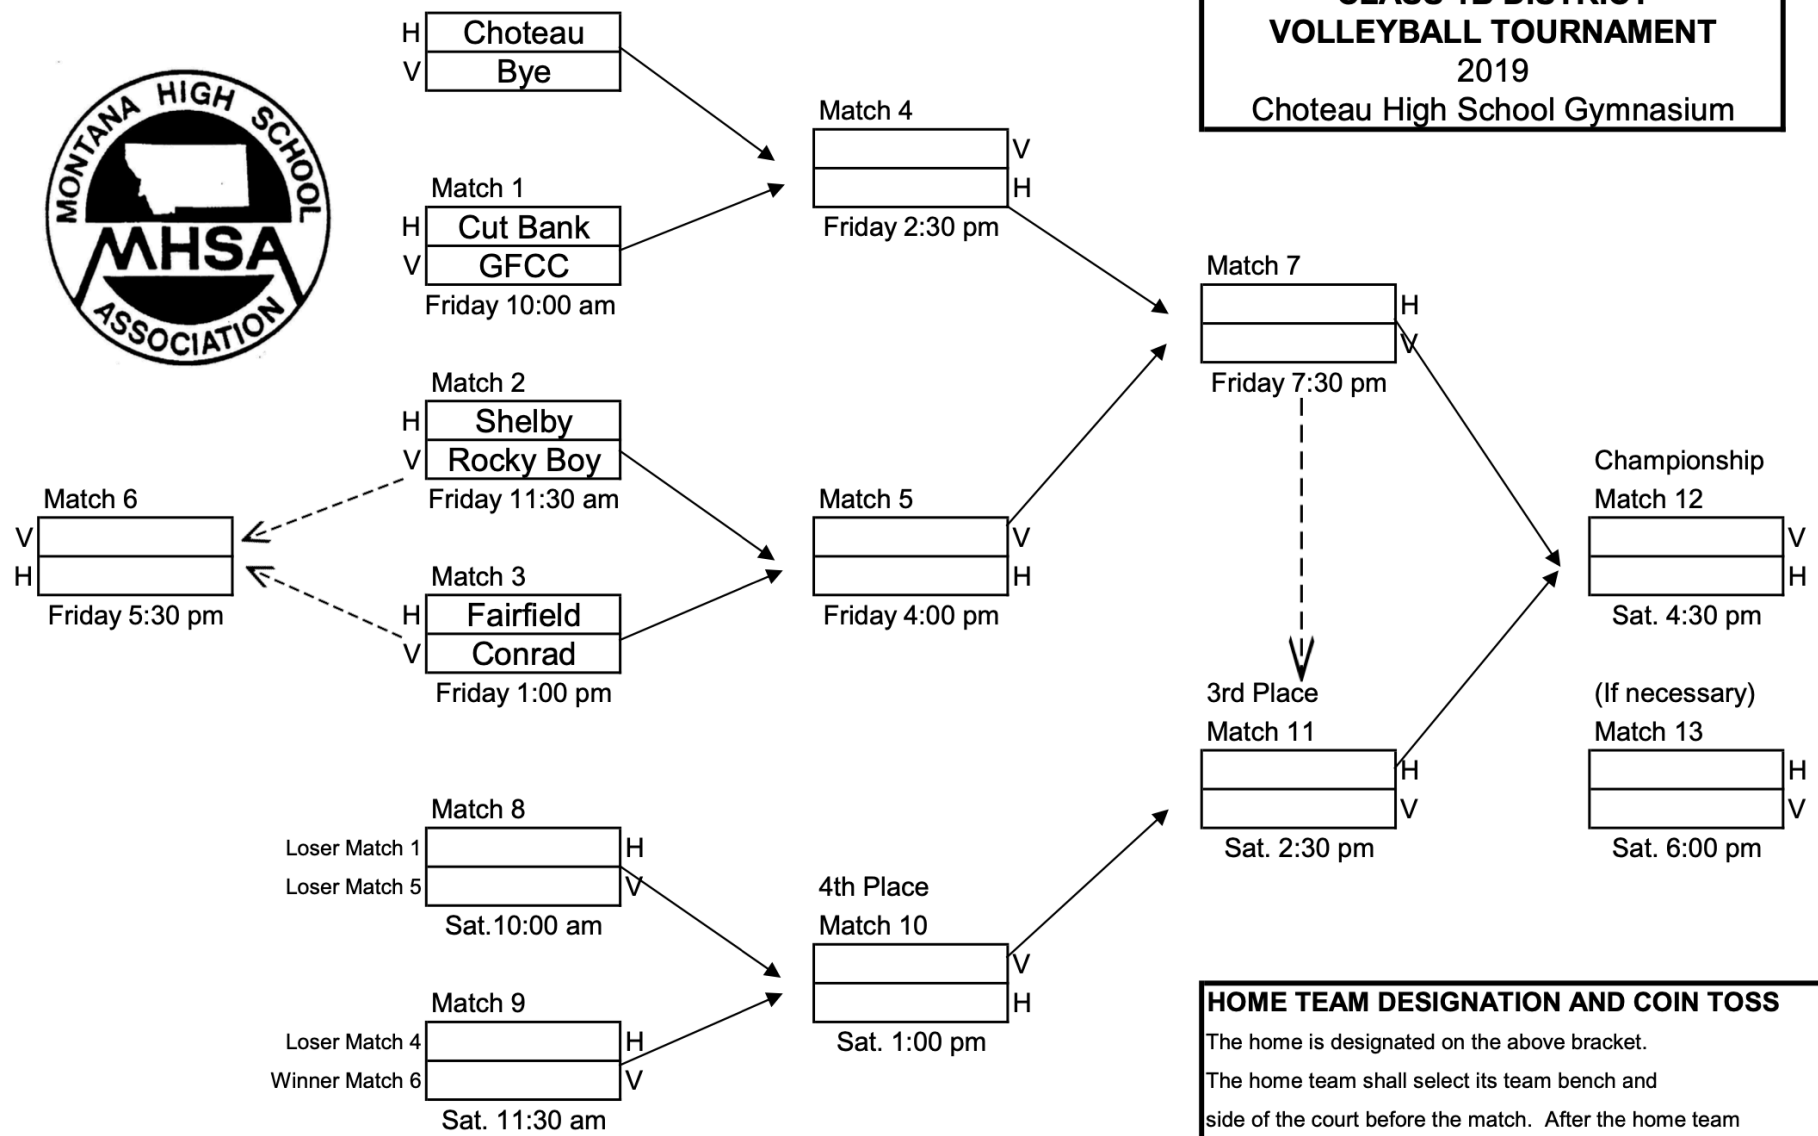 CLASS 1B DISTRICT
VOLLEYBALL TOURNAMENT
2019
Choteau High School Gymnasium
MONTANA HIGH SCHOOL
MHSA
ASSOCIATION
H Choteau
V Bye
Match 1
H Cut Bank
V GFCC
Friday 10:00 am
Match 2
H Shelby
V Rocky Boy
Friday 11:30 am
Match 3
H Fairfield
V Conrad
Friday 1:00 pm
Match 4
V
H
Friday 2:30 pm
Match 5
V
H
Friday 4:00 pm
Match 6
V
H
Friday 5:30 pm
Match 7
H
V
Friday 7:30 pm
Match 8
Loser Match 1 H
Loser Match 5 V
Sat.10:00 am
Match 9
Loser Match 4 H
Winner Match 6 V
Sat. 11:30 am
4th Place
Match 10
V
H
Sat. 1:00 pm
3rd Place
Match 11
H
V
Sat. 2:30 pm
Championship
Match 12
V
H
Sat. 4:30 pm
(If necessary)
Match 13
H
V
Sat. 6:00 pm
HOME TEAM DESIGNATION AND COIN TOSS
The home is designated on the above bracket.
The home team shall select its team bench and
side of the court before the match. After the home team